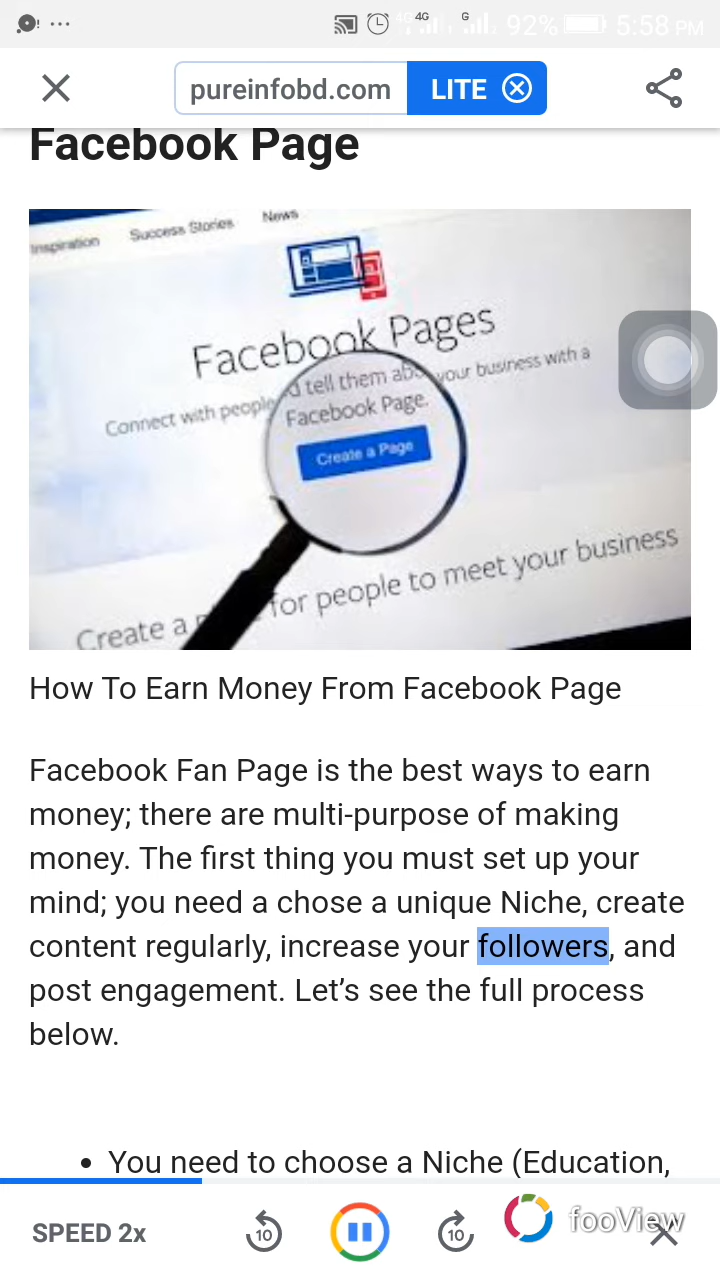 4G 4G G 92% 5:58 PM
pureinfobd.com LITE
Facebook Page
Inspiration Success Stories News
Facebook Pages
Connect with people d tell them your business with a
Facebook Page.
Create a Page
Create a for people to meet your business
How To Earn Money From Facebook Page
Facebook Fan Page is the best ways to earn
money; there are multi-purpose of making
money. The first thing you must set up your
mind; you need a chose a unique Niche, create
content regularly, increase your followers, and
post engagement. Let’s see the full process
below.
• You need to choose a Niche (Education,
SPEED 2x 10 10 fooView